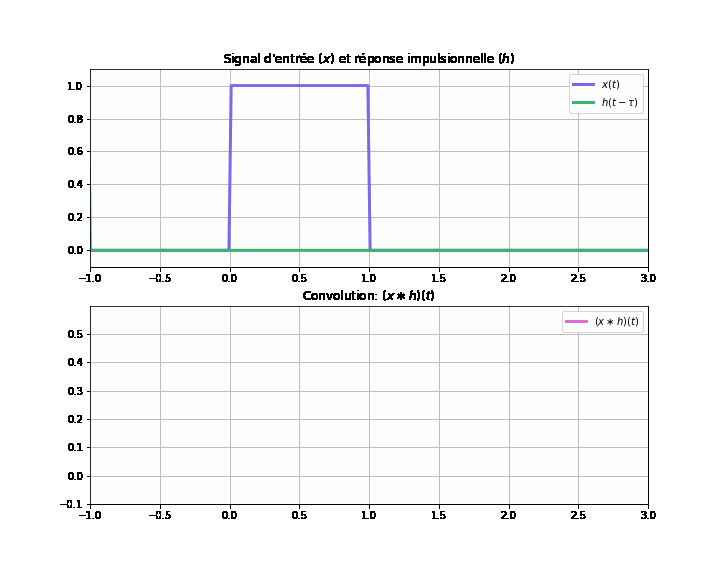 Signal d'entrée (x) et réponse impulsionnelle (h)
1.0
0.8
0.6
0.4
0.2
0.0
x(t)
h(t − τ)
−1.0 −0.5 0.0 0.5 1.0 1.5 2.0 2.5 3.0
Convolution: (x ∗ h)(t)
0.5
0.4
0.3
0.2
0.1
0.0
−0.1
(x ∗ h)(t)
−1.0 −0.5 0.0 0.5 1.0 1.5 2.0 2.5 3.0